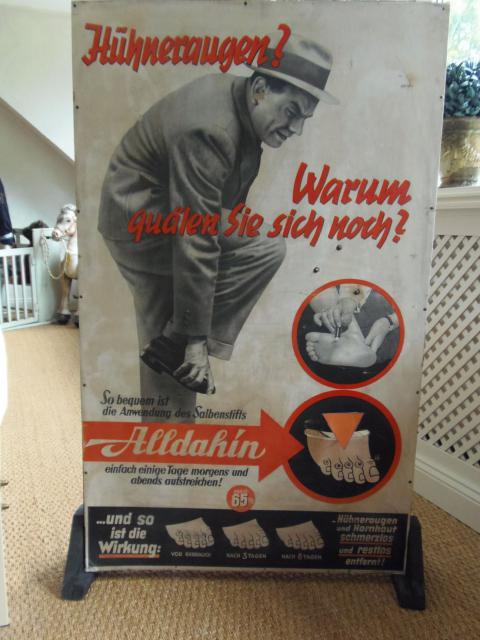 Hühneraugen?
Warum
quälen Sie sich noch?
So bequem ist
die Anwendung des Salbenstifts
Alldahin
einfach einige Tage morgens und
abends aufstreichen!
65
...und so
ist die
Wirkung:
VOR GEBRAUCH
NACH 3 TAGEN
NACH 8 TAGEN
...Hühneraugen
und Hornhaut
schmerzlos
und restlos
entfernt!